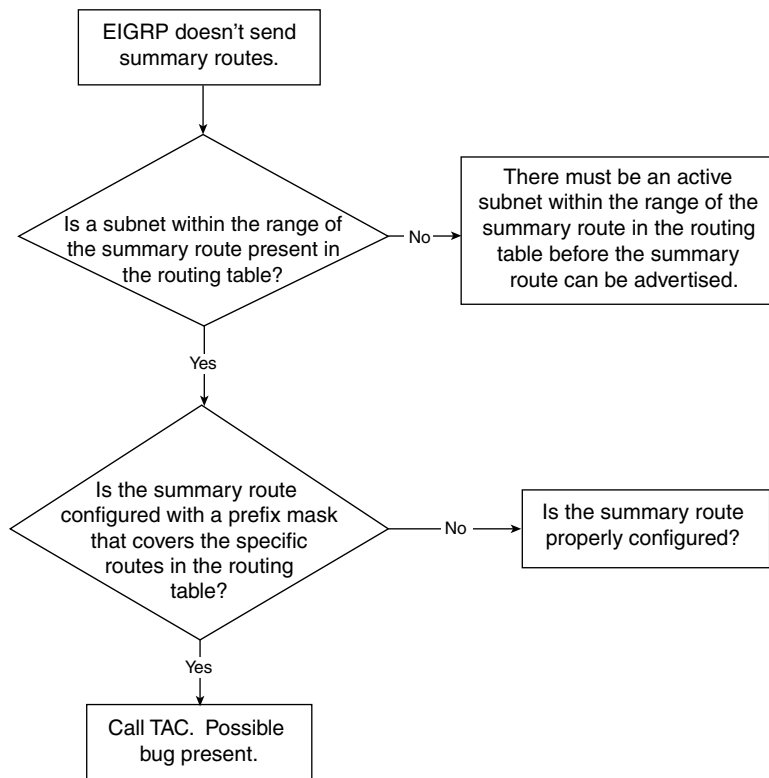 EIGRP doesn't send
summary routes.
Is a subnet within the range of
the summary route present in
the routing table?
No
There must be an active
subnet within the range of the
summary route in the routing
table before the summary
route can be advertised.
Yes
Is the summary route
configured with a prefix mask
that covers the specific
routes in the routing
table?
No
Is the summary route
properly configured?
Yes
Call TAC. Possible
bug present.